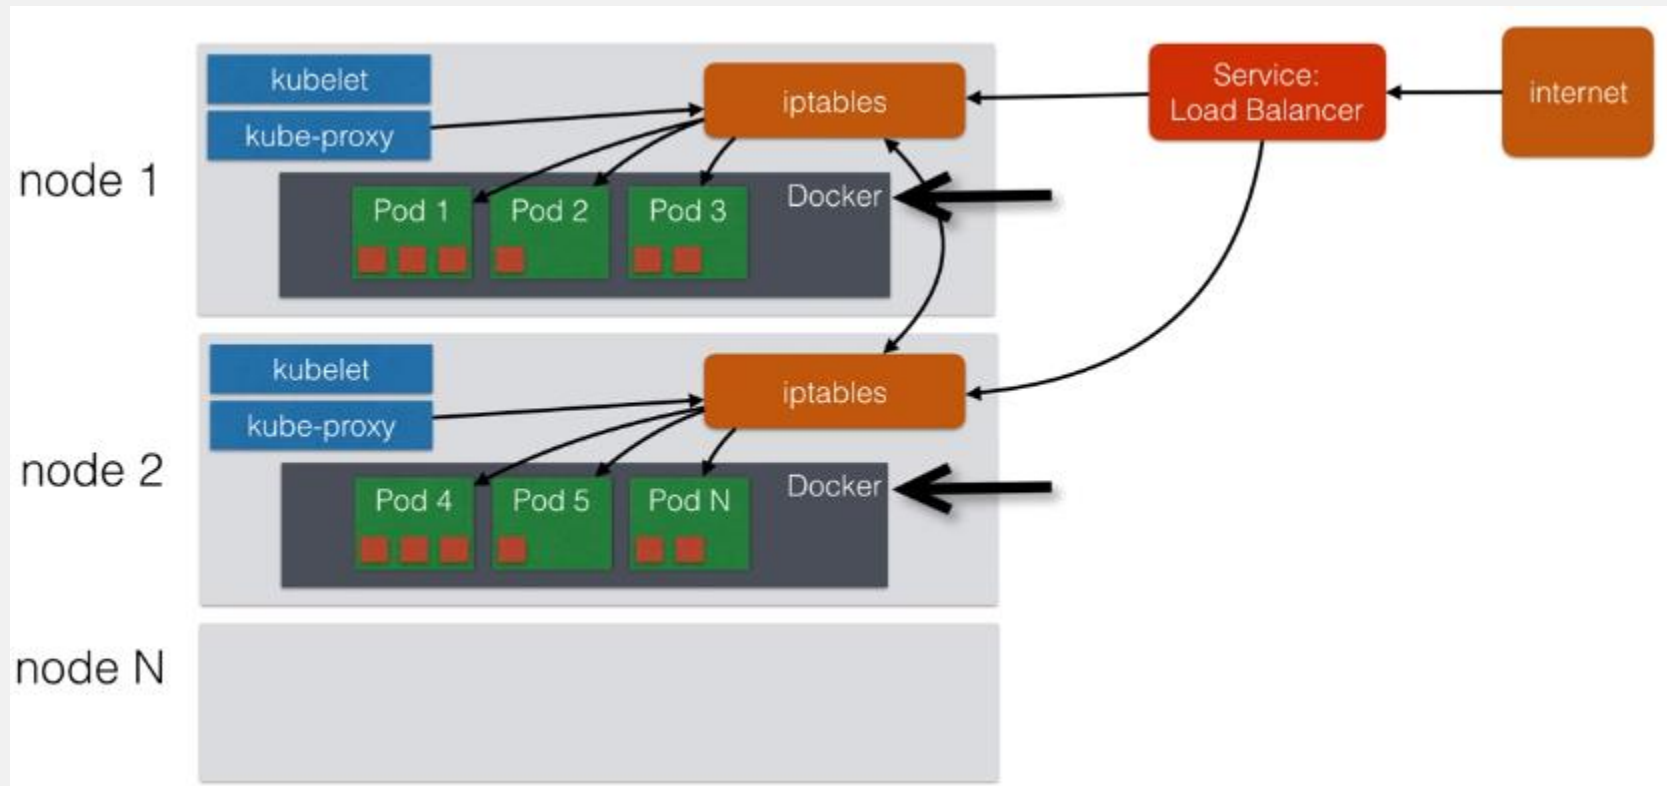 kubelet
kube-proxy
iptables
Service:
Load Balancer
internet
node 1
Docker
Pod 1
Pod 2
Pod 3
kubelet
kube-proxy
iptables
node 2
Docker
Pod 4
Pod 5
Pod N
node N